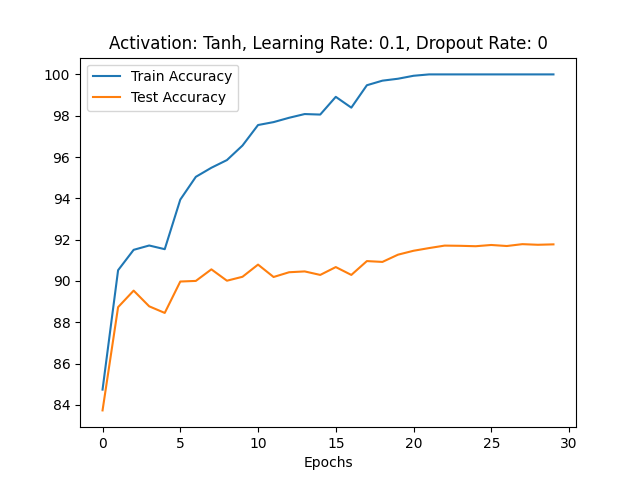 Activation: Tanh, Learning Rate: 0.1, Dropout Rate: 0
Train Accuracy
Test Accuracy
100
98
96
94
92
90
88
86
84
0 5 10 15 20 25 30
Epochs